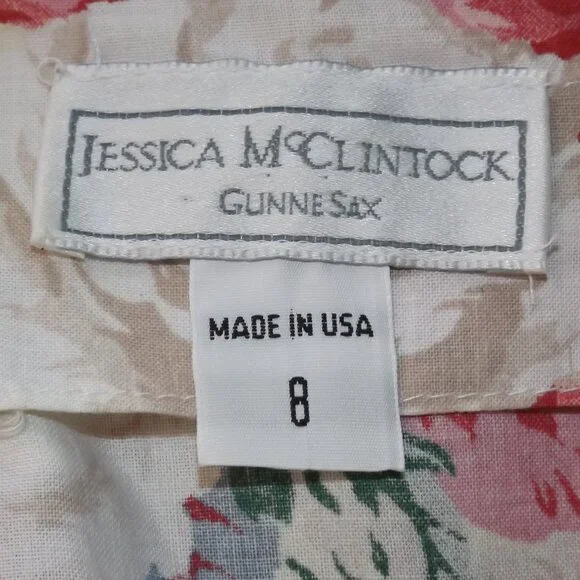 JESSICA McCLINTOCK
GUNNE SAX
MADE IN USA
8